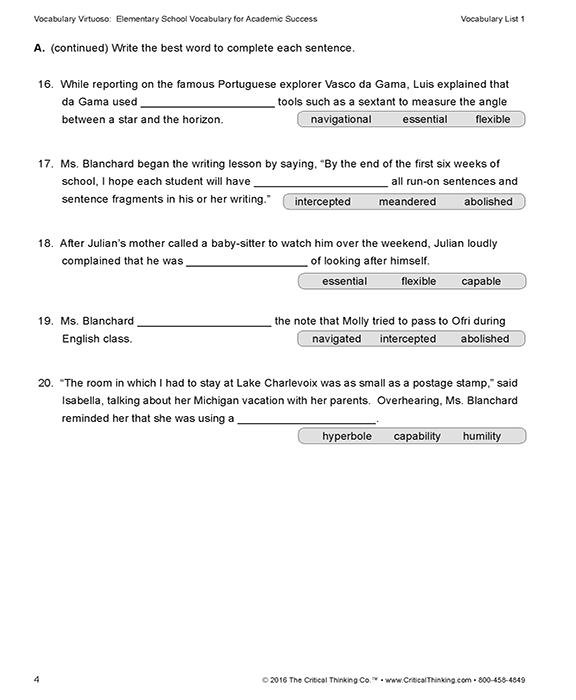 Vocabulary Virtuoso: Elementary School Vocabulary for Academic Success Vocabulary List 1
A. (continued) Write the best word to complete each sentence.
16. While reporting on the famous Portuguese explorer Vasco da Gama, Luis explained that
da Gama used ______________________ tools such as a sextant to measure the angle
between a star and the horizon. navigational essential flexible
17. Ms. Blanchard began the writing lesson by saying, “By the end of the first six weeks of
school, I hope each student will have ______________________ all run-on sentences and
sentence fragments in his or her writing.” intercepted meandered abolished
18. After Julian's mother called a baby-sitter to watch him over the weekend, Julian loudly
complained that he was ____________________ of looking after himself.
essential flexible capable
19. Ms. Blanchard ______________________ the note that Molly tried to pass to Ofri during
English class. navigated intercepted abolished
20. “The room in which I had to stay at Lake Charlevoix was as small as a postage stamp,” said
Isabella, talking about her Michigan vacation with her parents. Overhearing, Ms. Blanchard
reminded her that she was using a _______________________.
hyperbole capability humility
4 © 2016 The Critical Thinking Co.™ • www.CriticalThinking.com • 800-458-4849